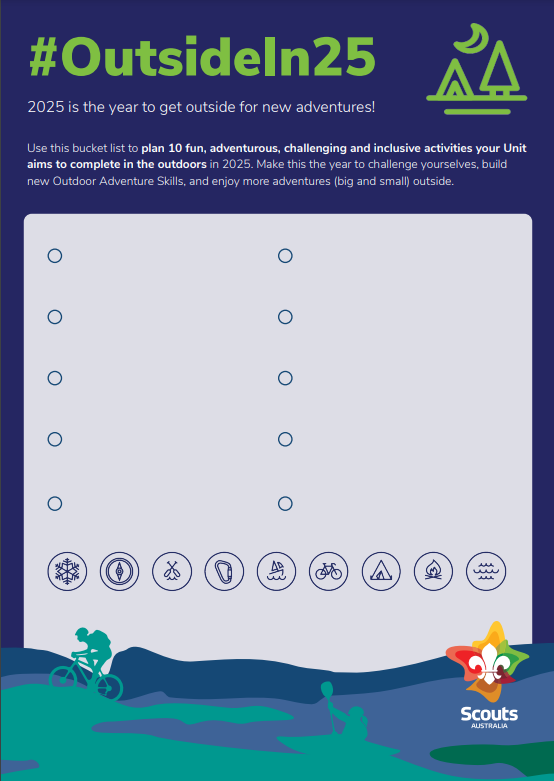 #OutsideIn25
2025 is the year to get outside for new adventures!
Use this bucket list to plan 10 fun, adventurous, challenging and inclusive activities your Unit
aims to complete in the outdoors in 2025. Make this the year to challenge yourselves, build
new Outdoor Adventure Skills, and enjoy more adventures (big and small) outside.
Scouts
AUSTRALIA